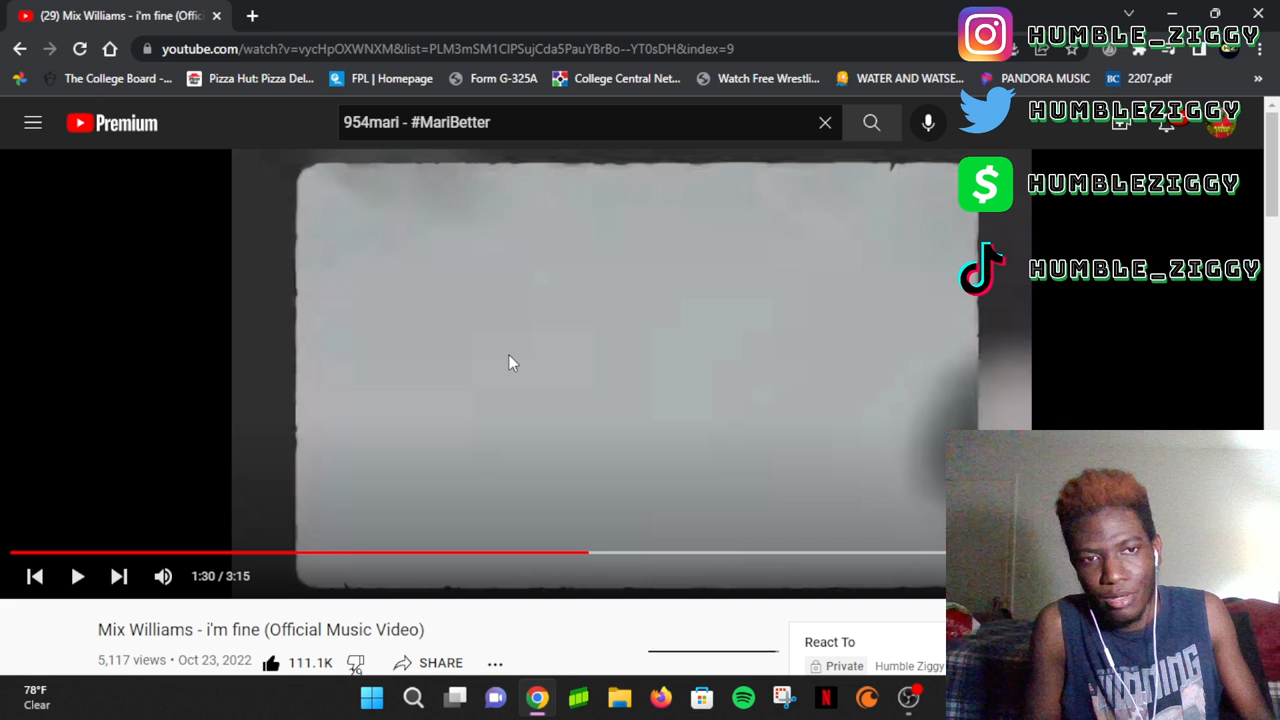 (29) Mix Williams - i'm fine (Offic
youtube.com/watch?v=vycHpOXWNXM&list=PLM3mSM1ClPSujCda5PauYBrBo--YT0sDH&index=9
The College Board -...
Pizza Hut: Pizza Del...
FPL | Homepage
Form G-325A
College Central Net...
Watch Free Wrestli...
WATER AND WATSE...
PANDORA MUSIC
BC 2207.pdf
»
Premium
954mari - #MariBetter
HUMBLE_ZIGGY
HUMBLEZIGGY
HUMBLEZIGGY
HUMBLE_ZIGGY
1:30 / 3:15
Mix Williams - i'm fine (Official Music Video)
5,117 views • Oct 23, 2022
111.1K
SHARE
...
React To
Private Humble Ziggy
78°F
Clear